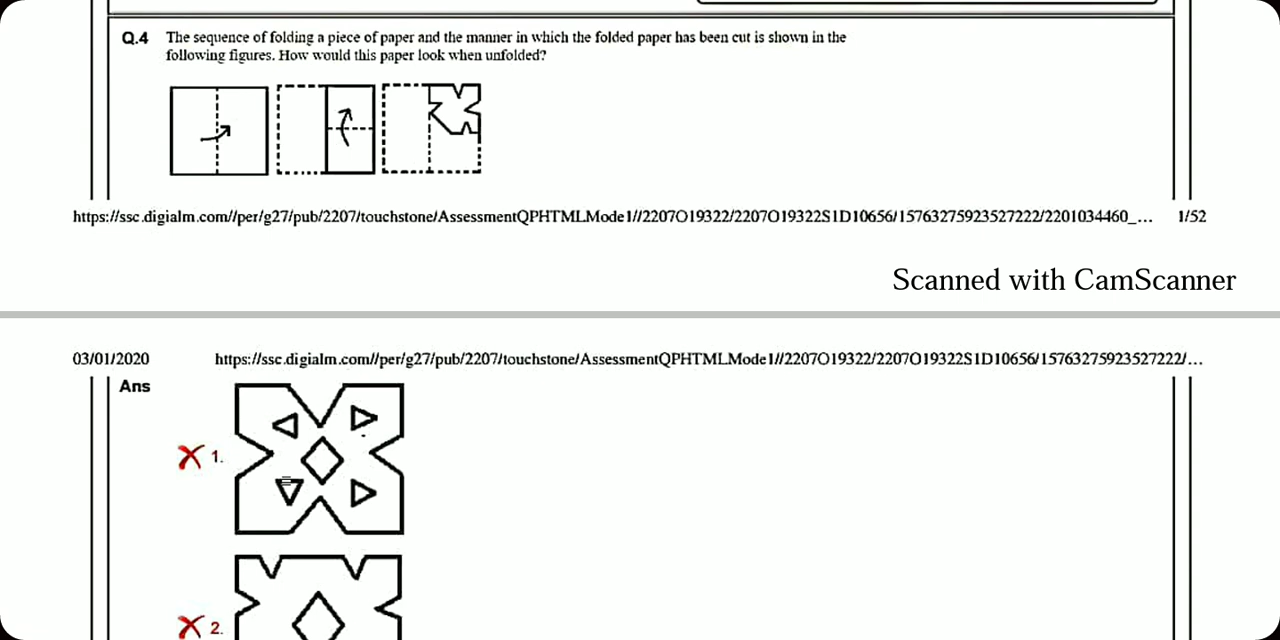 Q.4 The sequence of folding a piece of paper and the manner in which the folded paper has been cut is shown in the
following figures. How would this paper look when unfolded?
https://ssc.digialm.com//per/g27/pub/2207/touchstone/AssessmentQPHTMLMode1//2207O19322/2207O19322S1D10656/15763275923527222/2201034460_... 1/52
Scanned with CamScanner
03/01/2020 https://ssc.digialm.com//per/g27/pub/2207/touchstone/AssessmentQPHTMLMode1//2207O19322/2207O19322S1D10656/15763275923527222/...
Ans
1.
2.